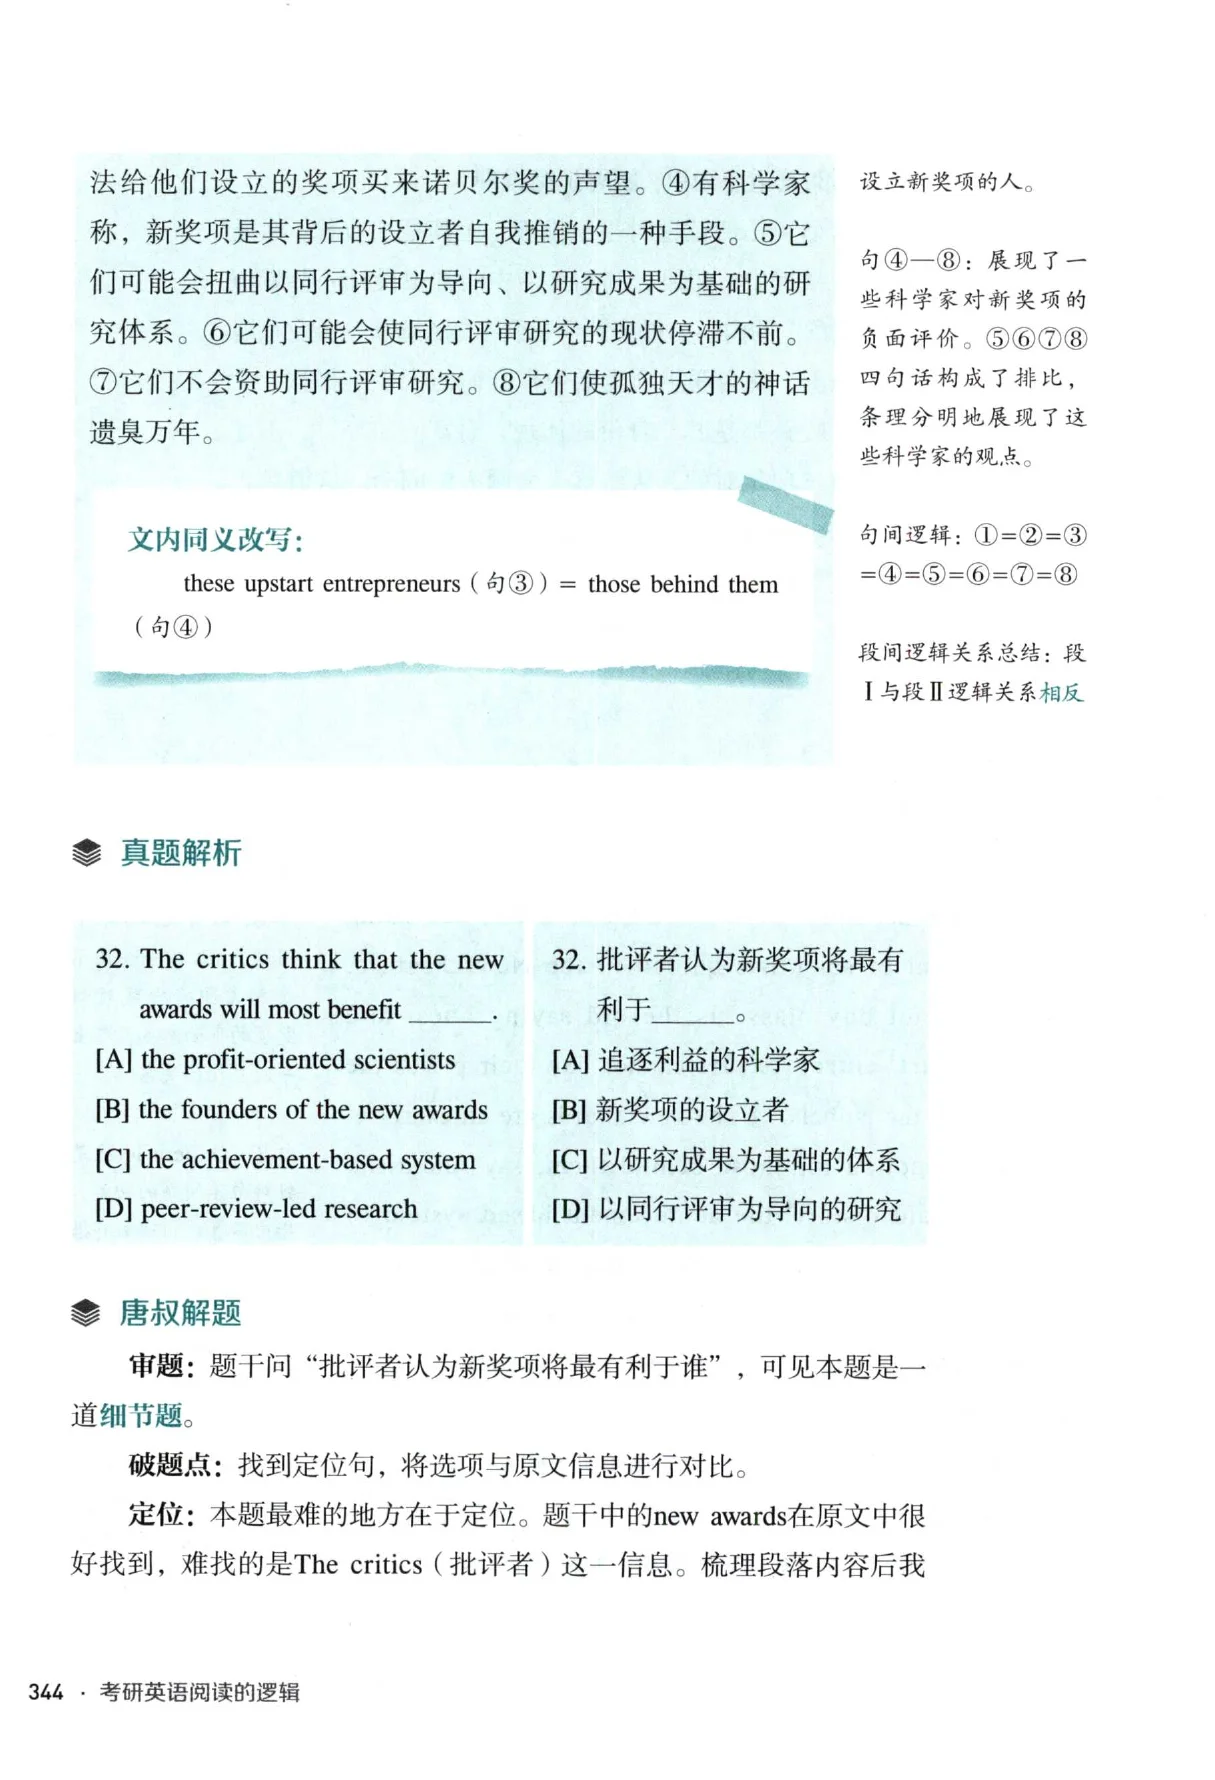 法给他们设立的奖项买来诺贝尔奖的声望。④有科学家
称，新奖项是其背后的设立者自我推销的一种手段。⑤它
们可能会扭曲以同行评审为导向、以研究成果为基础的研
究体系。⑥它们可能会使同行评审研究的现状停滞不前。
⑦它们不会资助同行评审研究。⑧它们使孤独天才的神话
遗臭万年。
设立新奖项的人。
句④—⑧：展现了一
些科学家对新奖项的
负面评价。⑤⑥⑦⑧
四句话构成了排比，
条理分明地展现了这
些科学家的观点。
句间逻辑：①=②=③
=④=⑤=⑥=⑦=⑧
段间逻辑关系总结：段
Ⅰ与段Ⅱ逻辑关系相反
文内同义改写：
these upstart entrepreneurs（句③）= those behind them
（句④）
真题解析
32. The critics think that the new
awards will most benefit ______.
[A] the profit-oriented scientists
[B] the founders of the new awards
[C] the achievement-based system
[D] peer-review-led research
32. 批评者认为新奖项将最有
利于______。
[A] 追逐利益的科学家
[B] 新奖项的设立者
[C] 以研究成果为基础的体系
[D] 以同行评审为导向的研究
唐叔解题
审题：题干问“批评者认为新奖项将最有利于谁”，可见本题是一
道细节题。
破题点：找到定位句，将选项与原文信息进行对比。
定位：本题最难的地方在于定位。题干中的new awards在原文中很
好找到，难找的是The critics（批评者）这一信息。梳理段落内容后我
344 · 考研英语阅读的逻辑